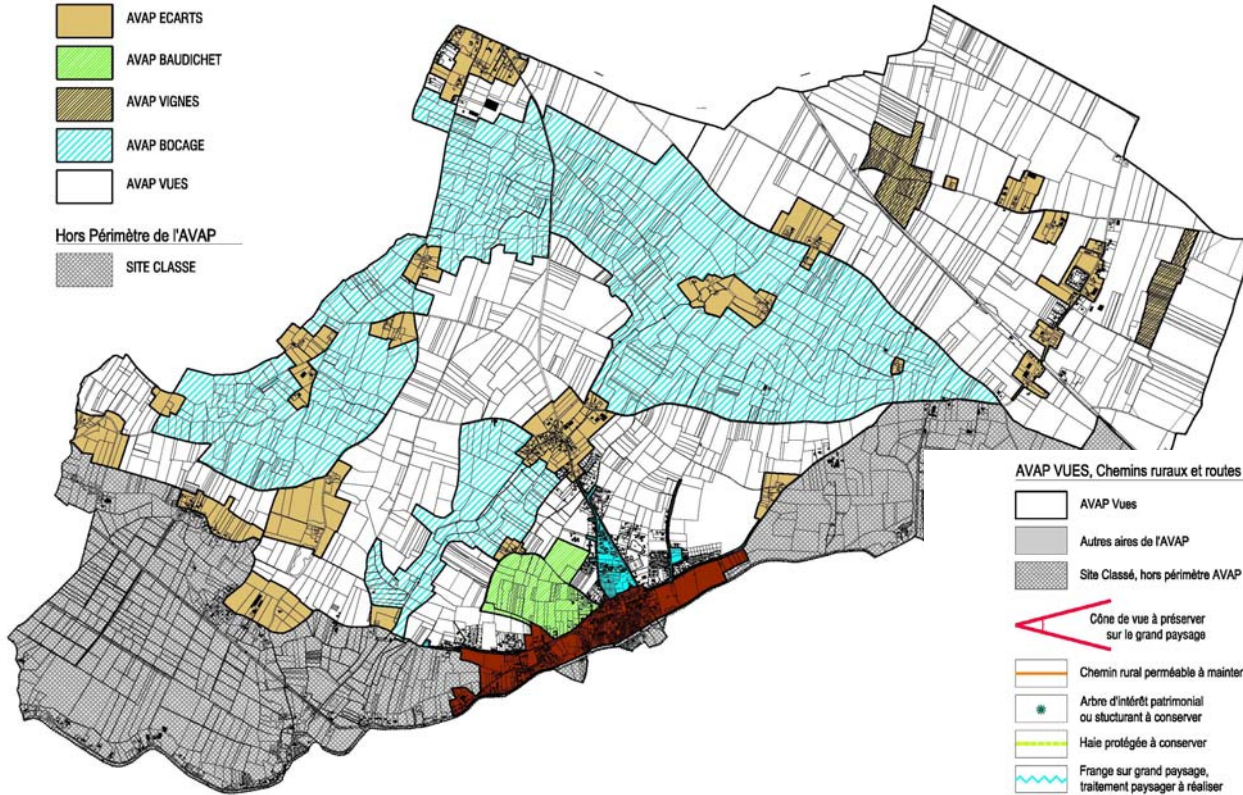 AVAP ECARTS
AVAP BAUDICHET
AVAP VIGNES
AVAP BOCAGE
AVAP VUES
Hors Périmètre de l'AVAP
SITE CLASSE
AVAP VUES, Chemins ruraux et routes
AVAP Vues
Autres aires de l'AVAP
Site Classé, hors périmètre AVAP
Cône de vue à préserver
sur le grand paysage
Chemin rural perméable à mainten
Arbre d'intérêt patrimonial
ou stucturant à conserver
Haie protégée à conserver
Frange sur grand paysage,
traitement paysager à réaliser